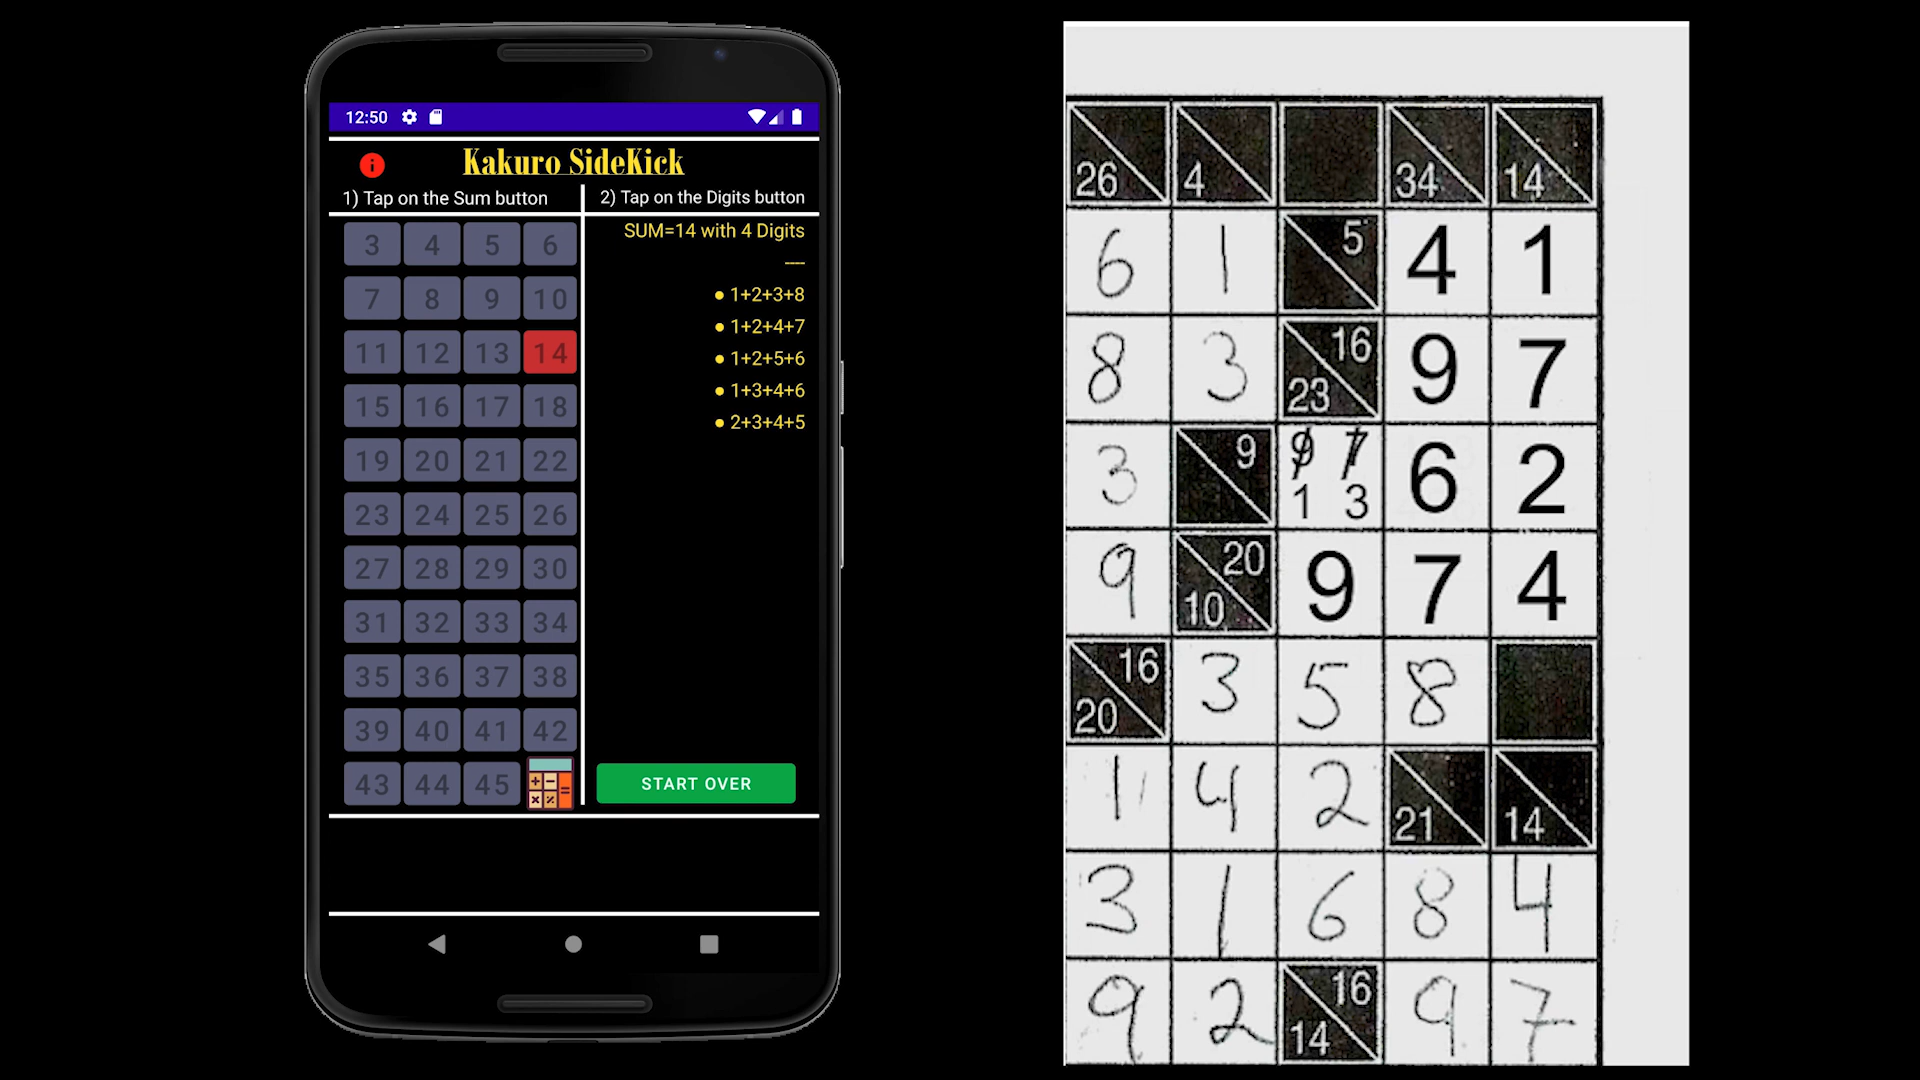 12:50
Kakuro SideKick
1) Tap on the Sum button
2) Tap on the Digits button
3 4 5 6
7 8 9 10
11 12 13 14
15 16 17 18
19 20 21 22
23 24 25 26
27 28 29 30
31 32 33 34
35 36 37 38
39 40 41 42
43 44 45
SUM=14 with 4 Digits
---
● 1+2+3+8
● 1+2+4+7
● 1+2+5+6
● 1+3+4+6
● 2+3+4+5
START OVER
26 4 34 14
6 1 5 4 1
8 3 16 23 9 7
3 9 9 7 1 3 6 2
9 20 10 9 7 4
16 20 3 5 8
1 4 2 21 14
3 1 6 8 4
9 2 16 14 9 7